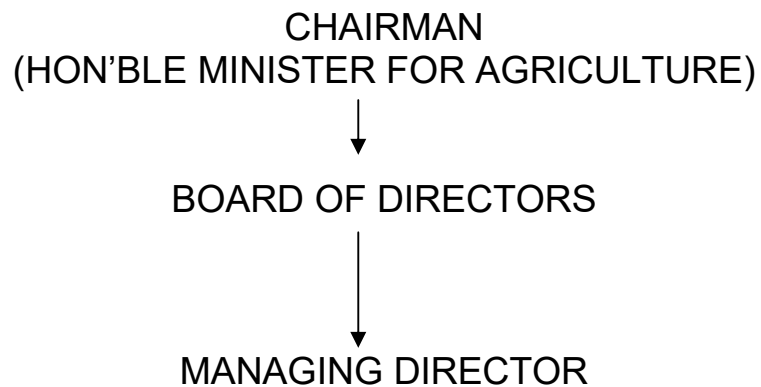 CHAIRMAN
(HON’BLE MINISTER FOR AGRICULTURE)
BOARD OF DIRECTORS
MANAGING DIRECTOR